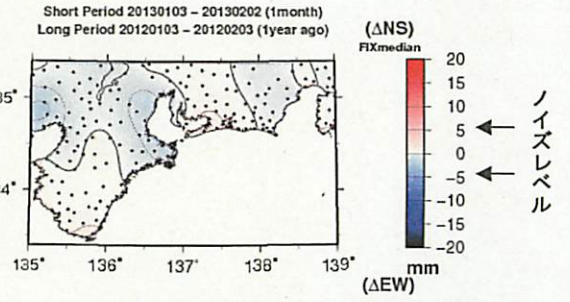 Short Period 20130103 – 20130202 (1month)
Long Period 20120103 – 20120203 (1year ago)
(ΔNS)
FIXmedian
20
15
10
5
0
−5
−10
−15
−20
mm
(ΔEW)
ノイズレベル
35°
4°
135°
136°
137°
138°
139°